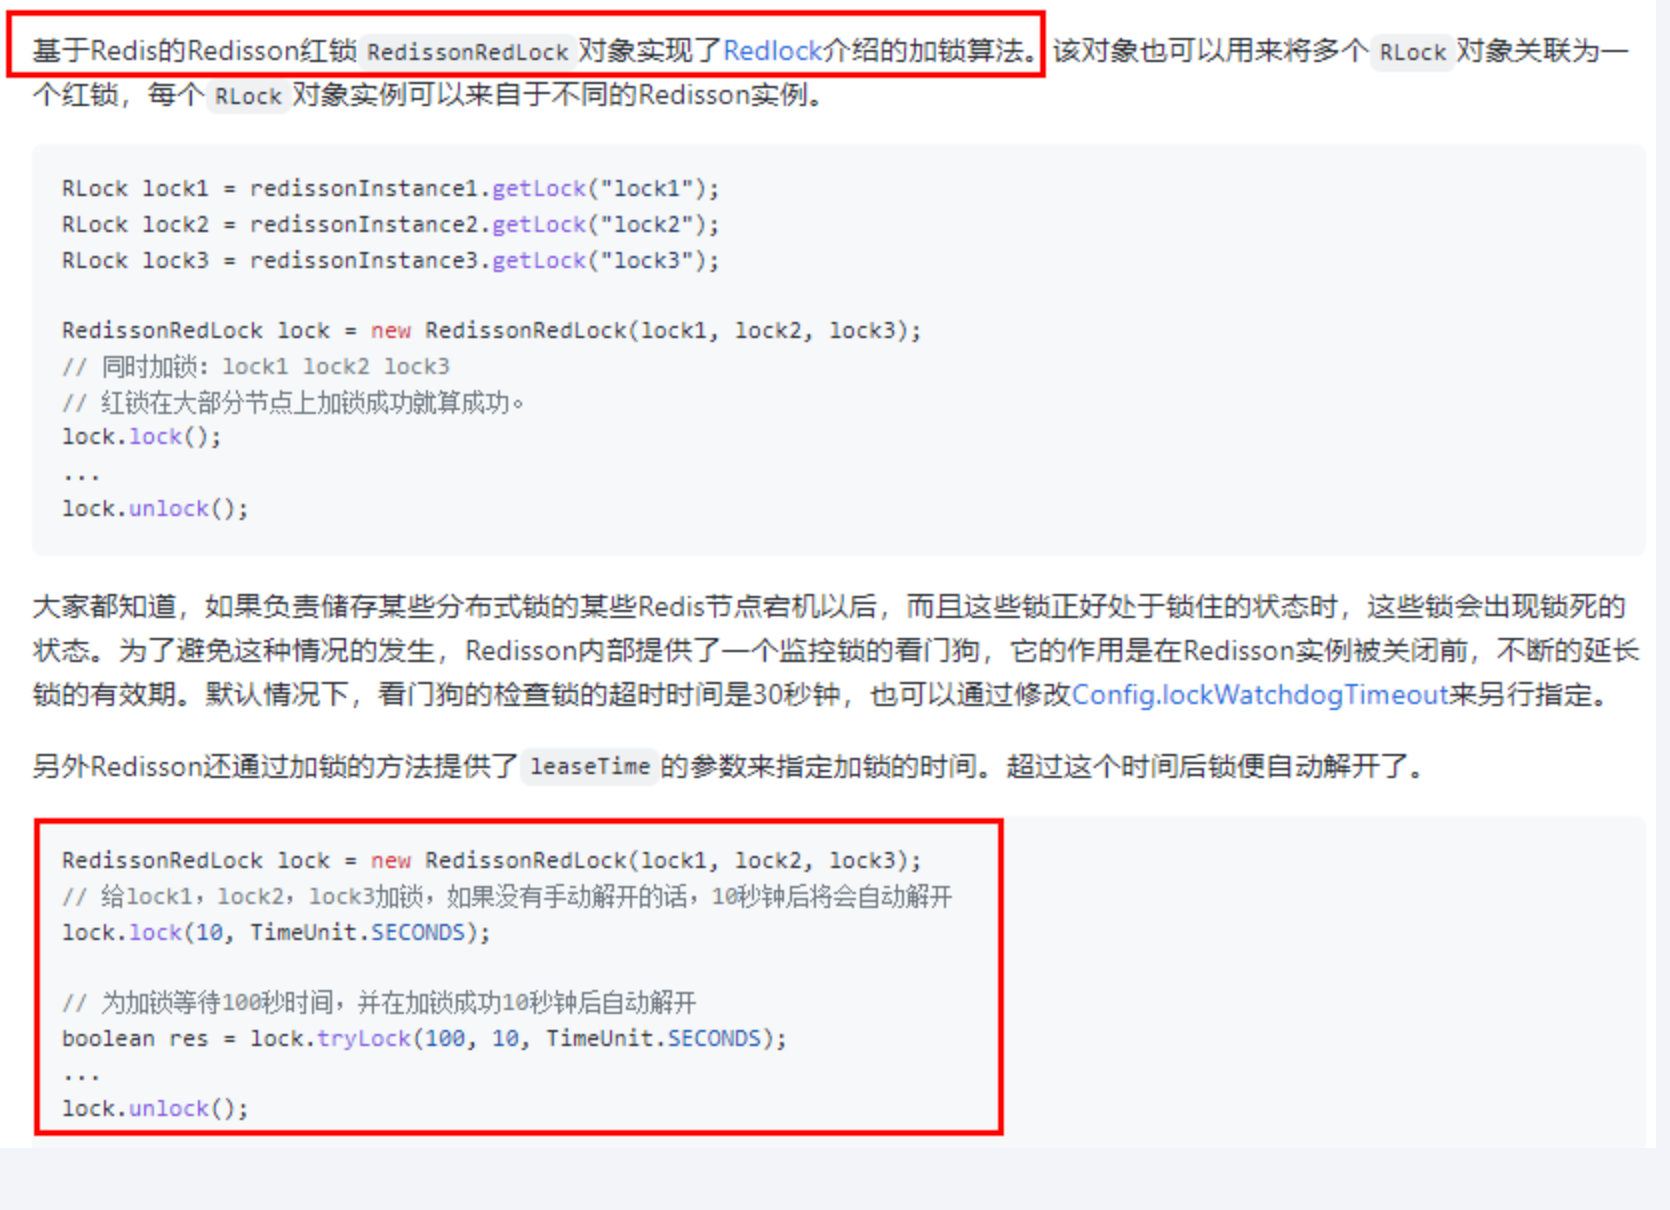 基于Redis的Redisson红锁 RedissonRedLock 对象实现了Redlock介绍的加锁算法。该对象也可以用来将多个 RLock 对象关联为一
个红锁，每个 RLock 对象实例可以来自于不同的Redisson实例。
RLock lock1 = redissonInstance1.getLock("lock1");
RLock lock2 = redissonInstance2.getLock("lock2");
RLock lock3 = redissonInstance3.getLock("lock3");
RedissonRedLock lock = new RedissonRedLock(lock1, lock2, lock3);
// 同时加锁：lock1 lock2 lock3
// 红锁在大部分节点上加锁成功就算成功。
lock.lock();
...
lock.unlock();
大家都知道，如果负责储存某些分布式锁的某些Redis节点宕机以后，而且这些锁正好处于锁住的状态时，这些锁会出现锁死的
状态。为了避免这种情况的发生，Redisson内部提供了一个监控锁的看门狗，它的作用是在Redisson实例被关闭前，不断的延长
锁的有效期。默认情况下，看门狗的检查锁的超时时间是30秒钟，也可以通过修改Config.lockWatchdogTimeout来另行指定。
另外Redisson还通过加锁的方法提供了 leaseTime 的参数来指定加锁的时间。超过这个时间后锁便自动解开了。
RedissonRedLock lock = new RedissonRedLock(lock1, lock2, lock3);
// 给lock1，lock2，lock3加锁，如果没有手动解开的话，10秒钟后将会自动解开
lock.lock(10, TimeUnit.SECONDS);
// 为加锁等待100秒时间，并在加锁成功10秒钟后自动解开
boolean res = lock.tryLock(100, 10, TimeUnit.SECONDS);
...
lock.unlock();